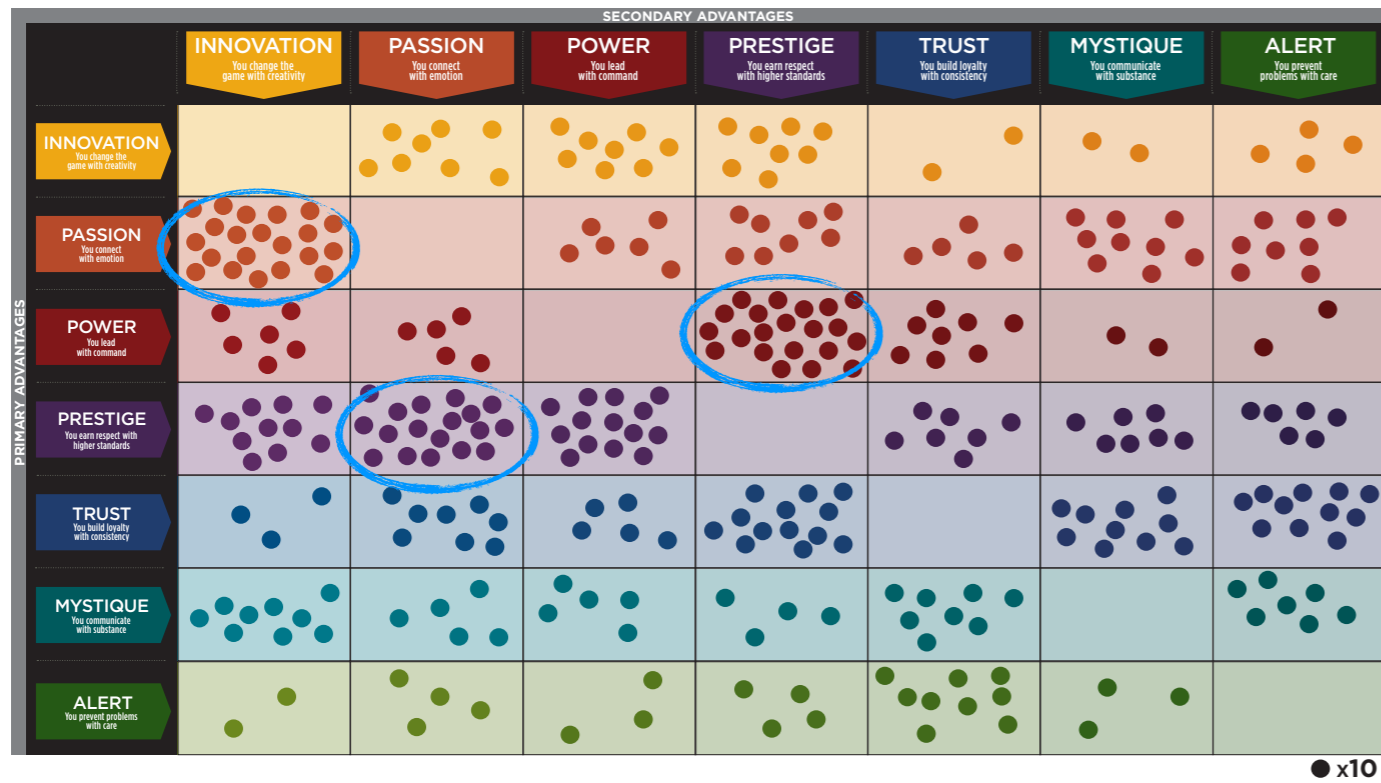 SECONDARY ADVANTAGES
INNOVATION
You change the
game with creativity
PASSION
You connect
with emotion
POWER
You lead
with command
PRESTIGE
You earn respect
with higher standards
TRUST
You build loyalty
with consistency
MYSTIQUE
You communicate
with substance
ALERT
You prevent
problems with care
PRIMARY ADVANTAGES
INNOVATION
You change the
game with creativity
PASSION
You connect
with emotion
POWER
You lead
with command
PRESTIGE
You earn respect with
higher standards
TRUST
You build loyalty
with consistency
MYSTIQUE
You communicate
with substance
ALERT
You prevent problems
with care
x10